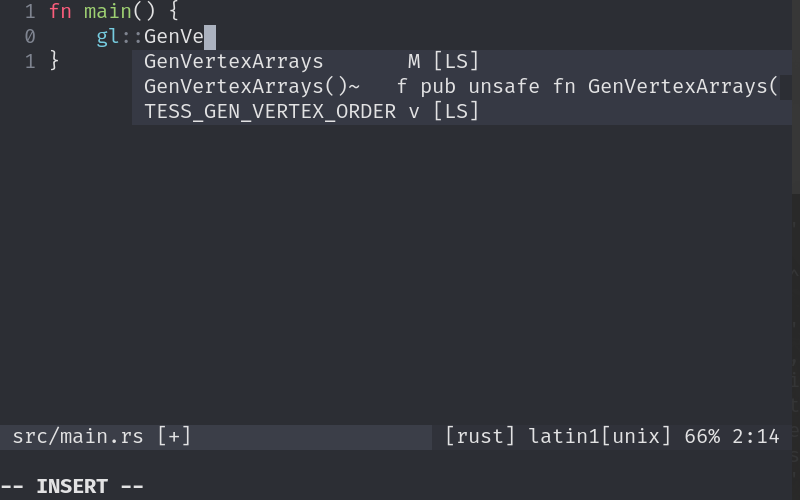 1 fn main() {
0 gl::GenVe
1 } GenVertexArrays M [LS]
GenVertexArrays()~ f pub unsafe fn GenVertexArrays(
TESS_GEN_VERTEX_ORDER v [LS]
src/main.rs [+] [rust] latin1[unix] 66% 2:14
-- INSERT --